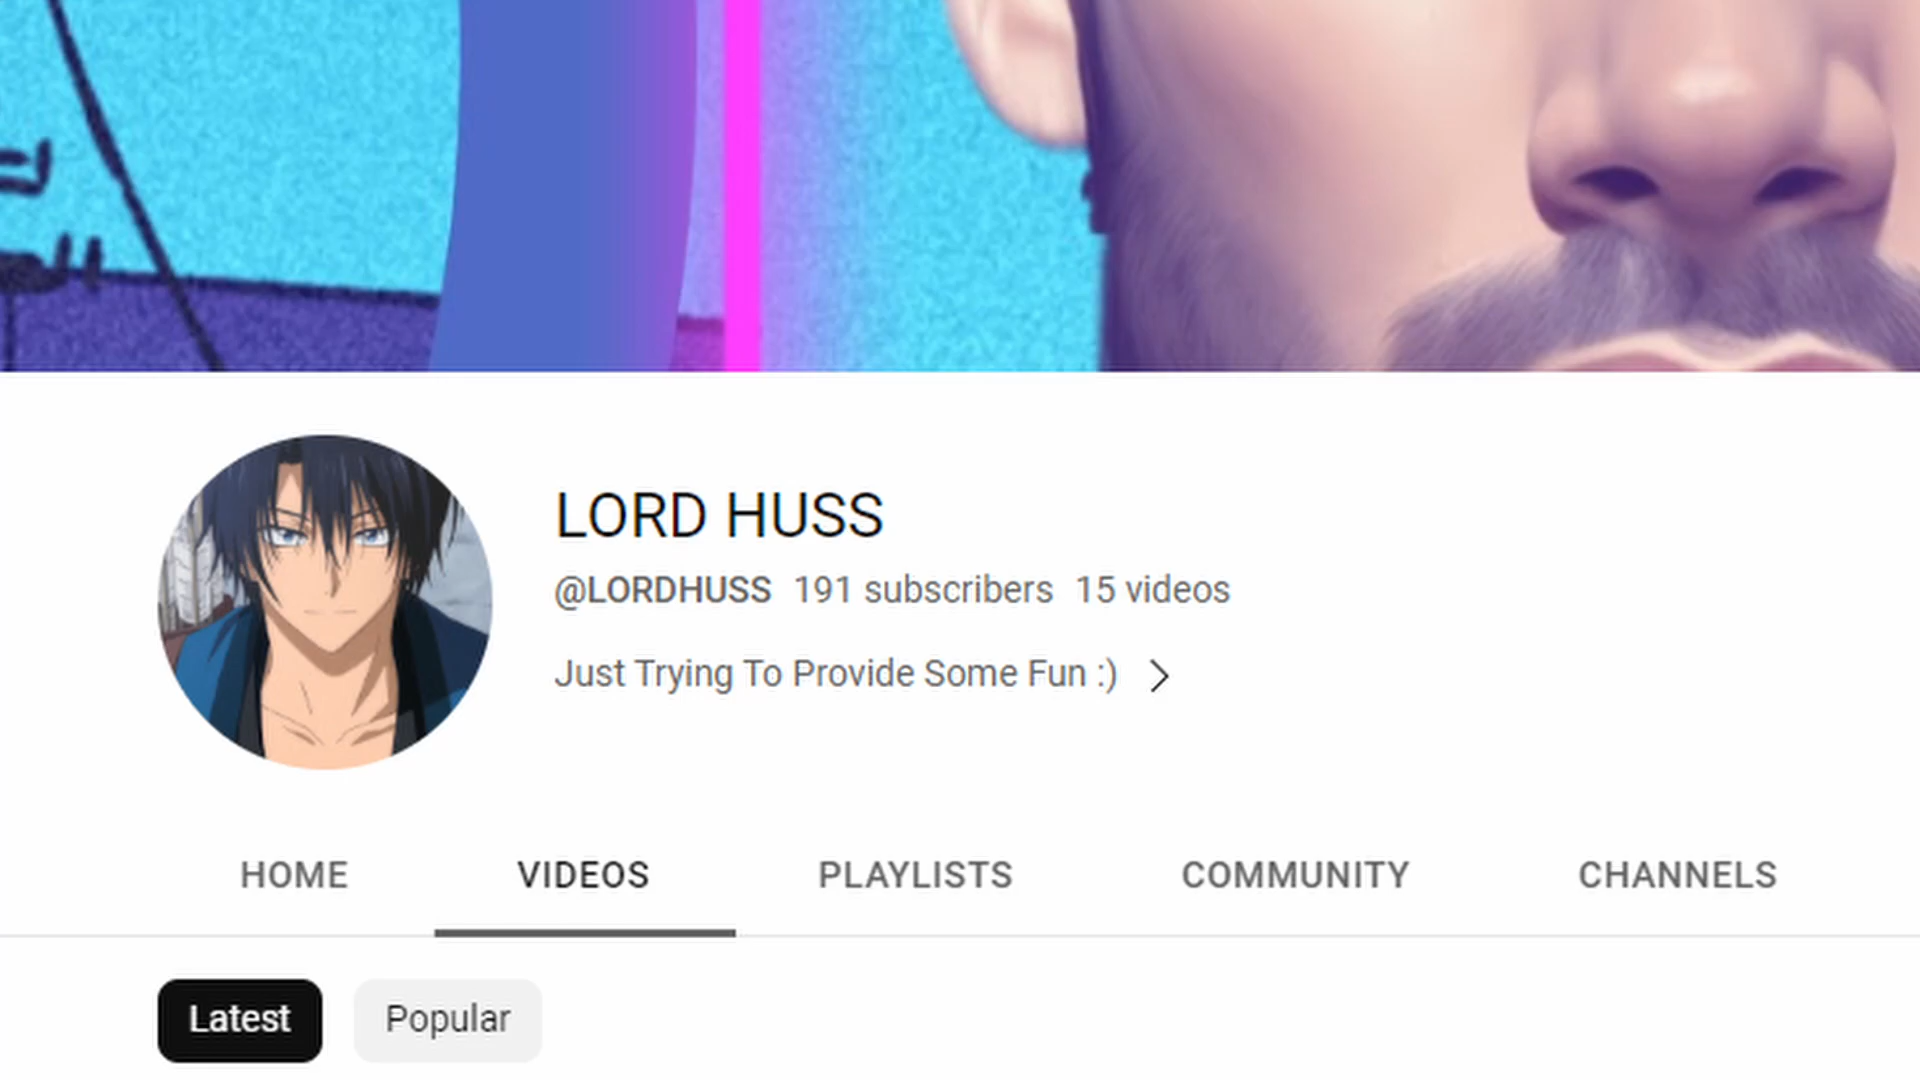 LORD HUSS
@LORDHUSS 191 subscribers 15 videos
Just Trying To Provide Some Fun :)
HOME VIDEOS PLAYLISTS COMMUNITY CHANNELS
Latest Popular